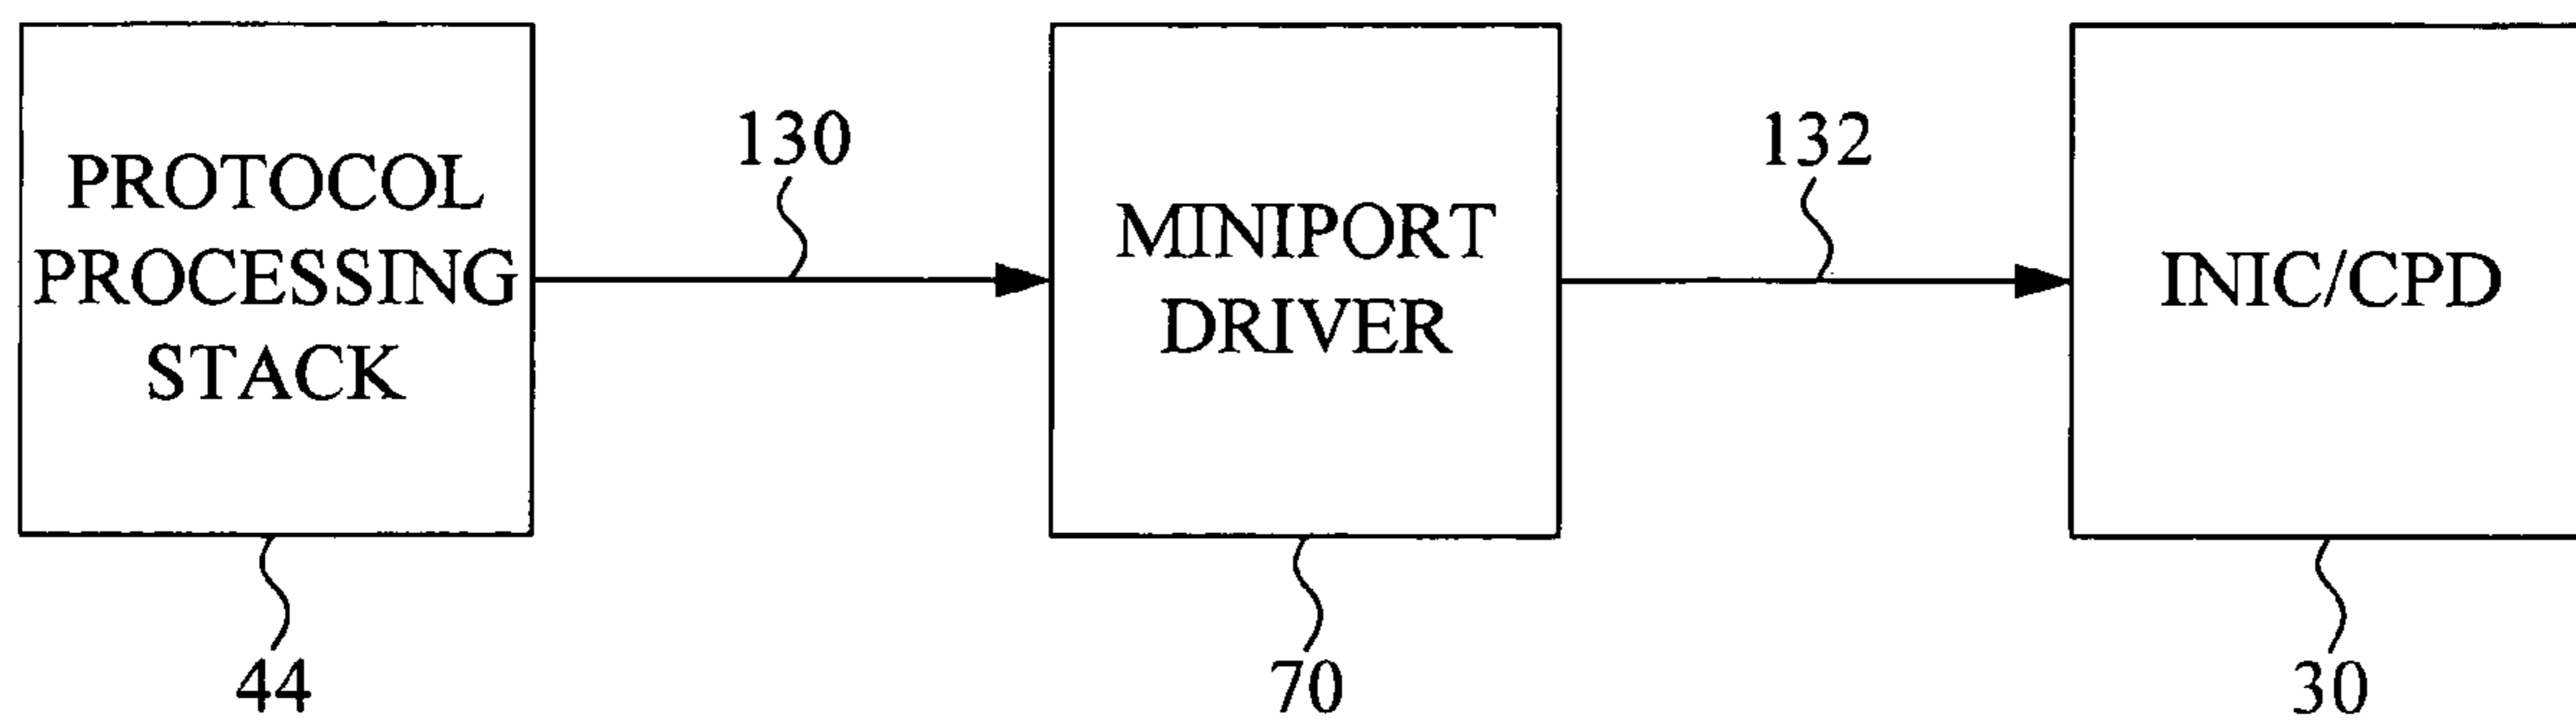 PROTOCOL
PROCESSING
STACK
44
130
MINIPORT
DRIVER
70
132
INIC/CPD
30